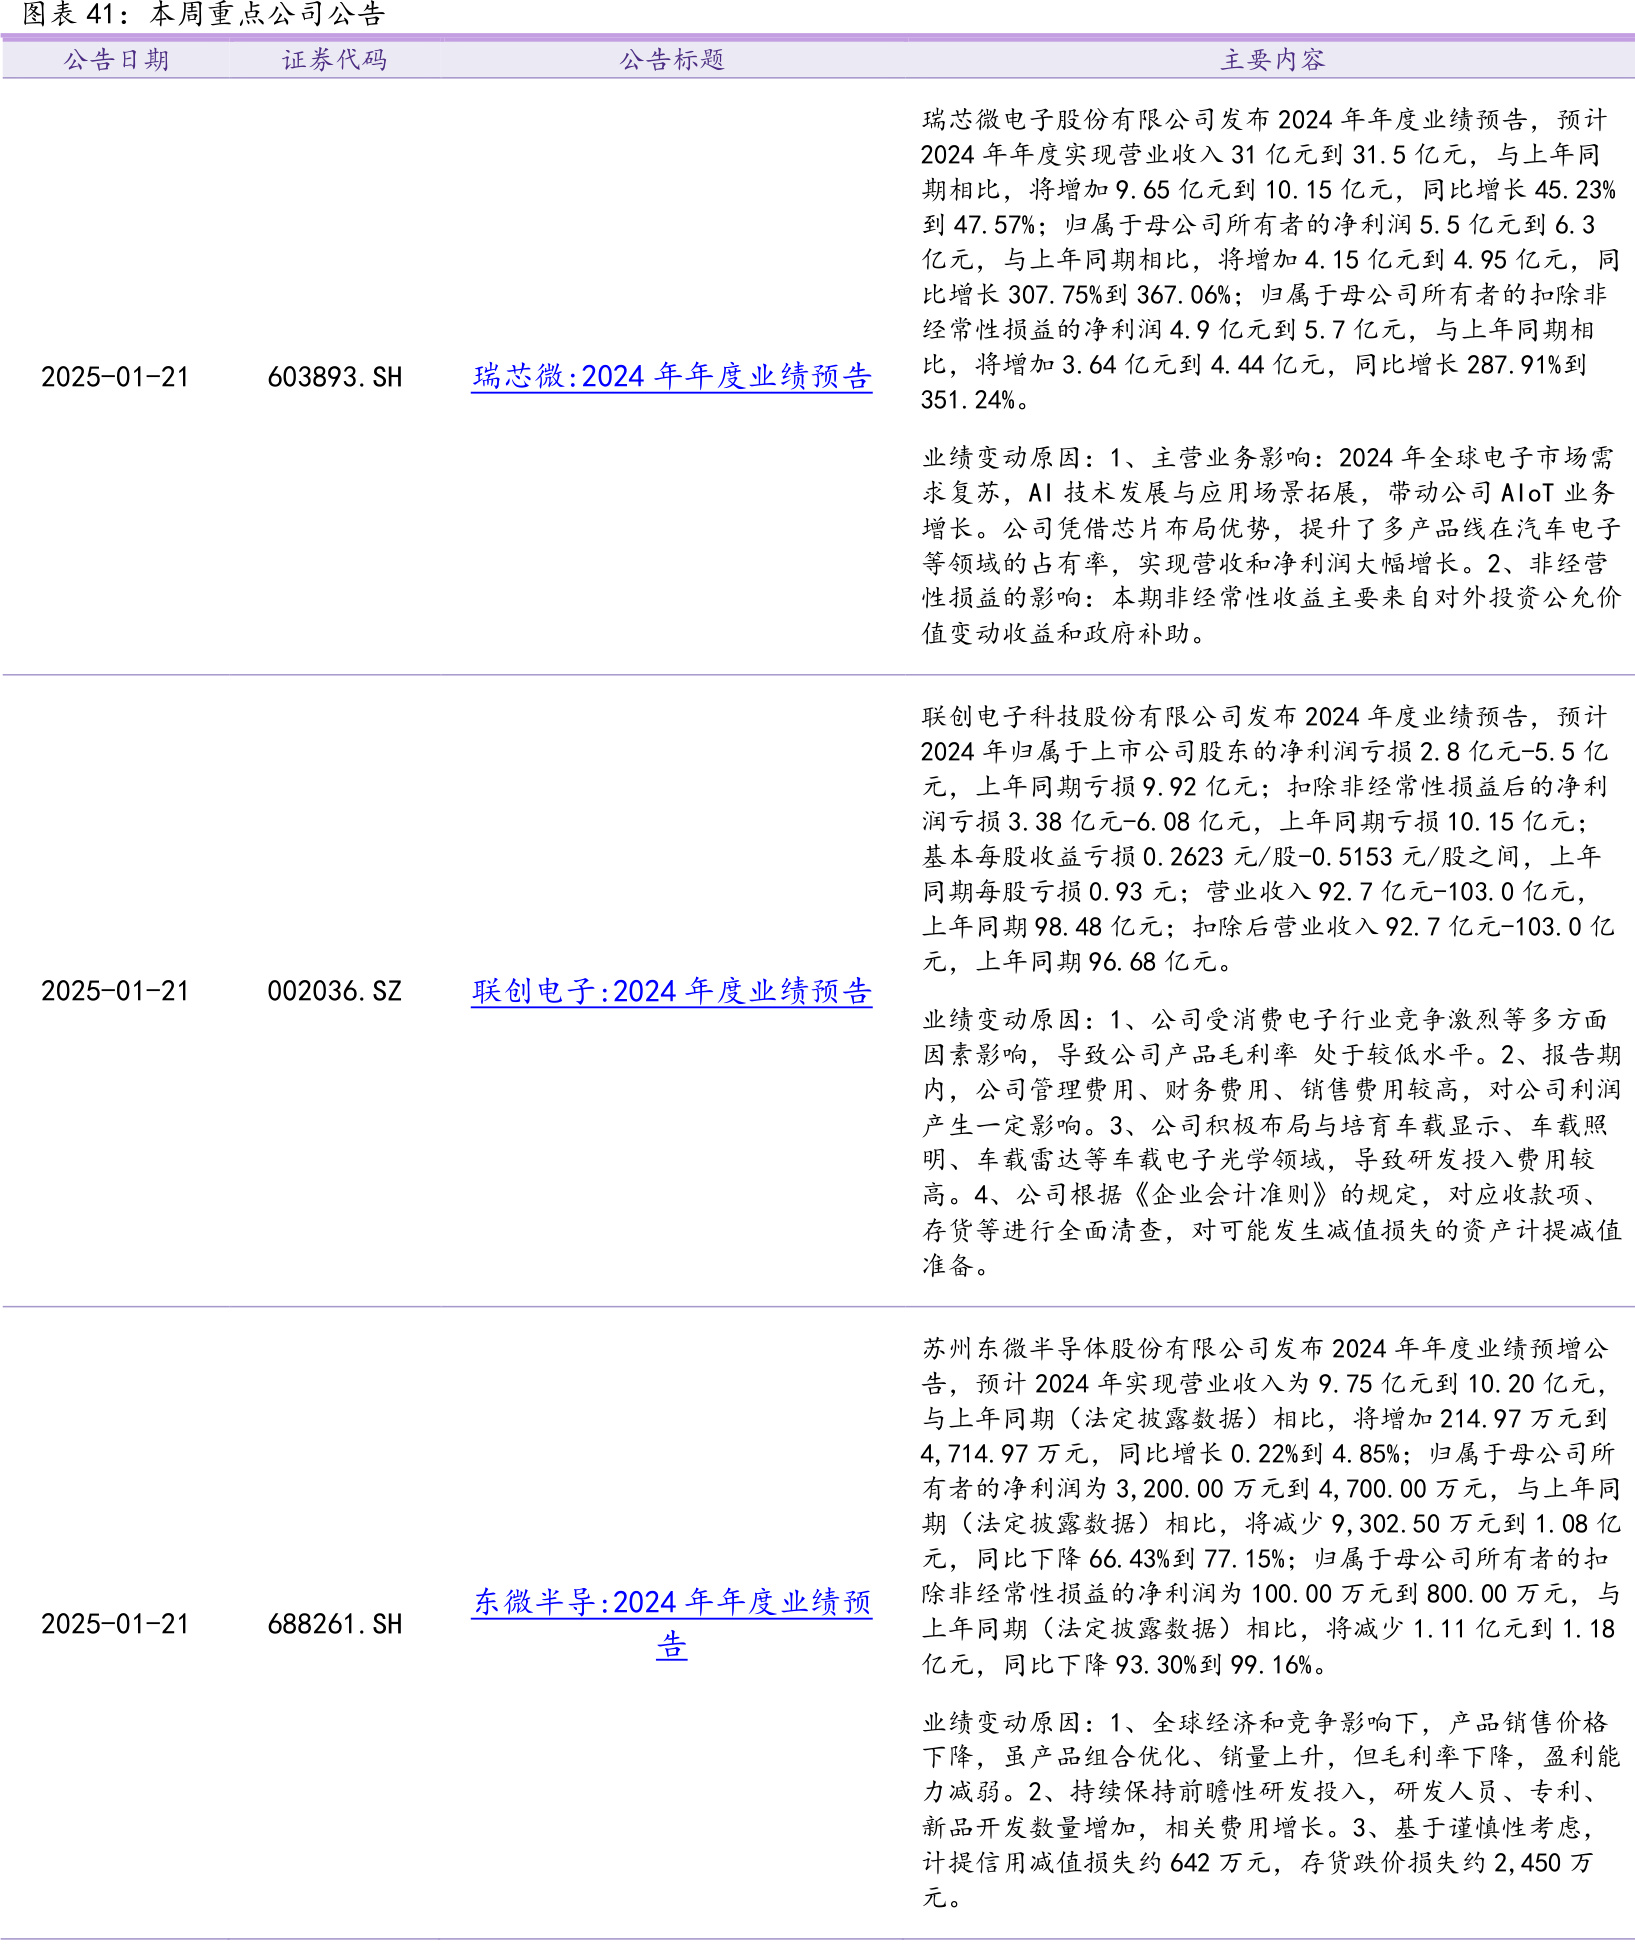 图表 41：本周重点公司公告
公告日期 证券代码 公告标题 主要内容
2025-01-21 603893.SH 瑞芯微:2024 年年度业绩预告
瑞芯微电子股份有限公司发布 2024 年年度业绩预告，预计
2024 年年度实现营业收入 31 亿元到 31.5 亿元，与上年同
期相比，将增加 9.65 亿元到 10.15 亿元，同比增长 45.23%
到 47.57%；归属于母公司所有者的净利润 5.5 亿元到 6.3
亿元，与上年同期相比，将增加 4.15 亿元到 4.95 亿元，同
比增长 307.75%到 367.06%；归属于母公司所有者的扣除非
经常性损益的净利润 4.9 亿元到 5.7 亿元，与上年同期相
比，将增加 3.64 亿元到 4.44 亿元，同比增长 287.91%到
351.24%。
业绩变动原因：1、主营业务影响：2024 年全球电子市场需
求复苏，AI 技术发展与应用场景拓展，带动公司 AIoT 业务
增长。公司凭借芯片布局优势，提升了多产品线在汽车电子
等领域的占有率，实现营收和净利润大幅增长。2、非经营
性损益的影响：本期非经常性收益主要来自对外投资公允价
值变动收益和政府补助。
2025-01-21 002036.SZ 联创电子:2024 年年度业绩预告
联创电子科技股份有限公司发布 2024 年度业绩预告，预计
2024 年归属于上市公司股东的净利润亏损 2.8 亿元-5.5 亿
元，上年同期亏损 9.92 亿元；扣除非经常性损益后的净利
润亏损 3.38 亿元-6.08 亿元，上年同期亏损 10.15 亿元；
基本每股收益亏损 0.2623 元/股-0.5153 元/股之间，上年
同期每股亏损 0.93 元；营业收入 92.7 亿元-103.0 亿元，
上年同期 98.48 亿元；扣除后营业收入 92.7 亿元-103.0 亿
元，上年同期 96.68 亿元。
业绩变动原因：1、公司受消费电子行业竞争激烈等多方面
因素影响，导致公司产品毛利率 处于较低水平。2、报告期
内，公司管理费用、财务费用、销售费用较高，对公司利润
产生一定影响。3、公司积极布局与培育车载显示、车载照
明、车载雷达等车载电子光学领域，导致研发投入费用较
高。4、公司根据《企业会计准则》的规定，对应收款项、
存货等进行全面清查，对可能发生减值损失的资产计提减值
准备。
2025-01-21 688261.SH 东微半导:2024 年年度业绩预
告
苏州东微半导体股份有限公司发布 2024 年年度业绩预增公
告，预计 2024 年实现营业收入为 9.75 亿元到 10.20 亿元，
与上年同期（法定披露数据）相比，将增加 214.97 万元到
4,714.97 万元，同比增长 0.22%到 4.85%；归属于母公司所
有者的净利润为 3,200.00 万元到 4,700.00 万元，与上年同
期（法定披露数据）相比，将减少 9,302.50 万元到 1.08 亿
元，同比下降 66.43%到 77.15%；归属于母公司所有者的扣
除非经常性损益的净利润为 100.00 万元到 800.00 万元，与
上年同期（法定披露数据）相比，将减少 1.11 亿元到 1.18
亿元，同比下降 93.30%到 99.16%。
业绩变动原因：1、全球经济和竞争影响下，产品销售价格
下降，虽产品组合优化、销量上升，但毛利率下降，盈利能
力减弱。2、持续保持前瞻性研发投入，研发人员、专利、
新品开发数量增加，相关费用增长。3、基于谨慎性考虑，
计提信用减值损失约 642 万元，存货跌价损失约 2,450 万
元。